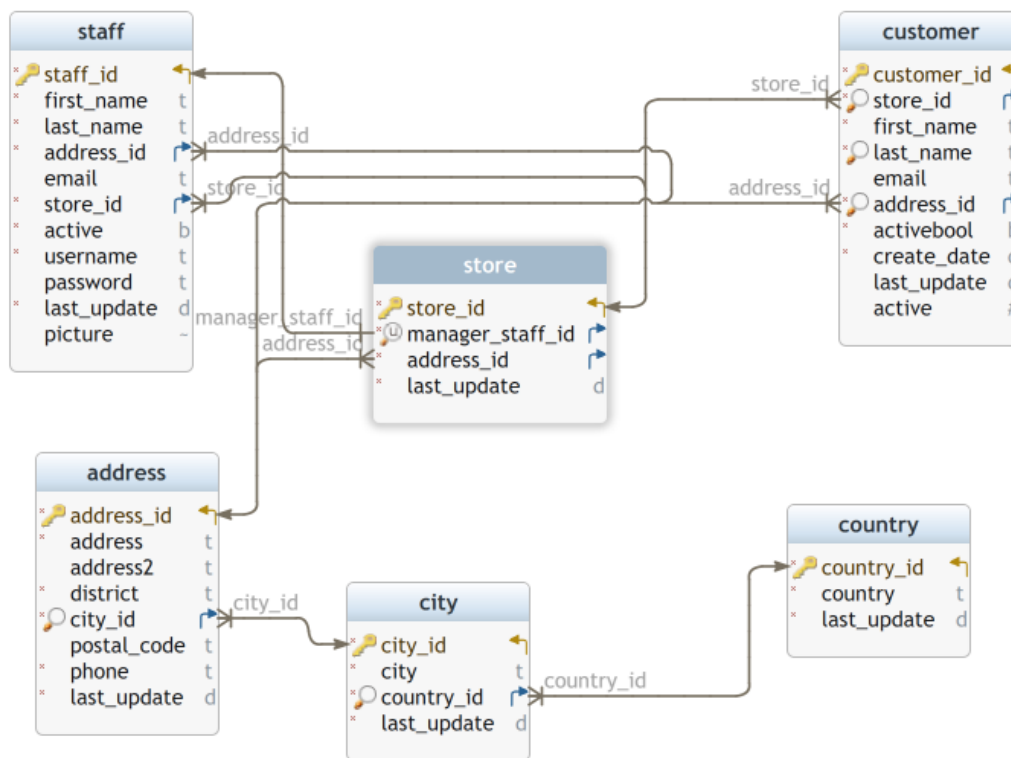 staff
staff_id
first_name t
last_name t
address_id
email t
store_id
active b
username t
password t
last_update d
picture ~
customer
customer_id
store_id
first_name t
last_name t
email t
address_id
activebool
create_date
last_update
active
store_id
address_id
address_id
store_id
manager_staff_id
address_id
store
store_id
manager_staff_id
address_id
last_update d
address
address_id
address t
address2 t
district t
city_id
postal_code t
phone t
last_update d
city_id
city
city_id
city t
country_id
last_update d
country_id
country
country_id
country t
last_update d